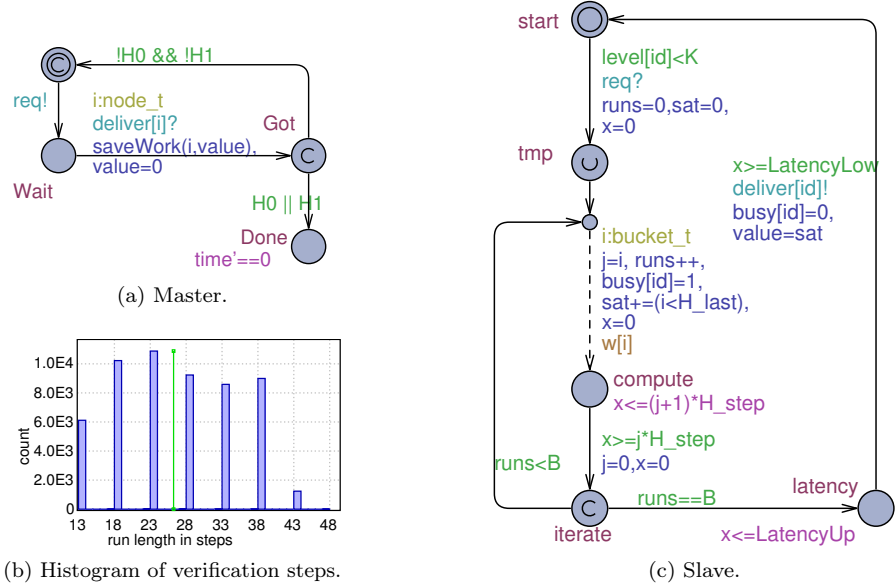 !H0 && !H1
req!
i:node_t
deliver[i]?
saveWork(i,value),
value=0
Got
C
C
Wait
H0 || H1
Done
time'==0
(a) Master.
1.0E4
8.0E3
6.0E3
4.0E3
2.0E3
0
count
13 18 23 28 33 38 43 48
run length in steps
(b) Histogram of verification steps.
start
level[id]<K
req?
runs=0,sat=0,
x=0
tmp
x>=LatencyLow
deliver[id]!
busy[id]=0,
value=sat
i:bucket_t
j=i, runs++,
busy[id]=1,
sat+=(i<H_last),
x=0
w[i]
compute
x<=(j+1)*H_step
x>=j*H_step
j=0,x=0
runs<B
runs==B
latency
C
iterate
x<=LatencyUp
(c) Slave.